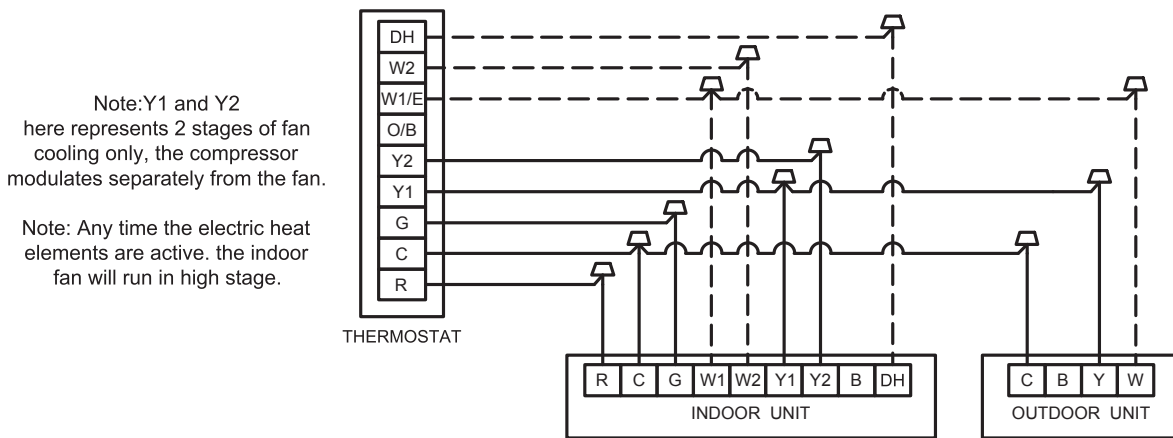 Note:Y1 and Y2
here represents 2 stages of fan
cooling only, the compressor
modulates separately from the fan.
Note: Any time the electric heat
elements are active. the indoor
fan will run in high stage.
DH
W2
W1/E
O/B
Y2
Y1
G
C
R
THERMOSTAT
R C G W1 W2 Y1 Y2 B DH
INDOOR UNIT
C B Y W
OUTDOOR UNIT